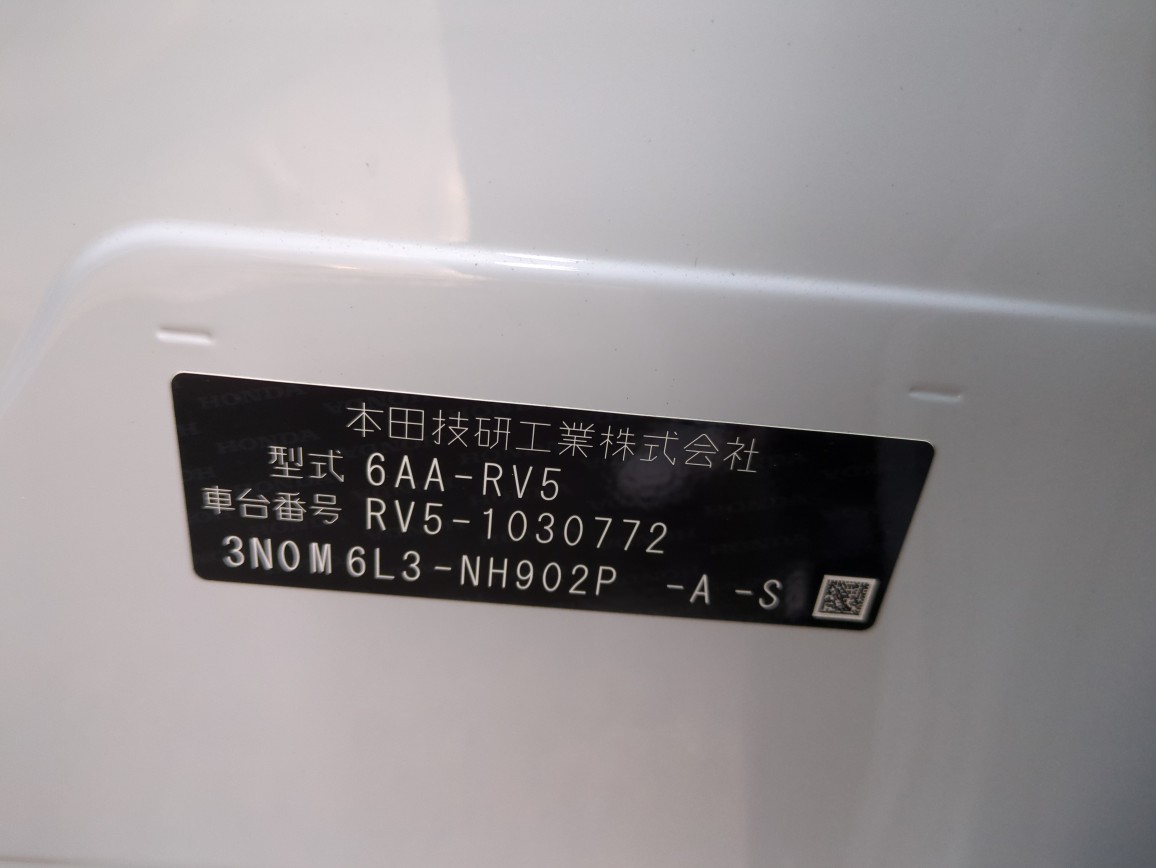 本田技研工業株式会社
型式 6AA-RV5
車台番号 RV5-1030772
3N0M6L3-NH902P -A -S